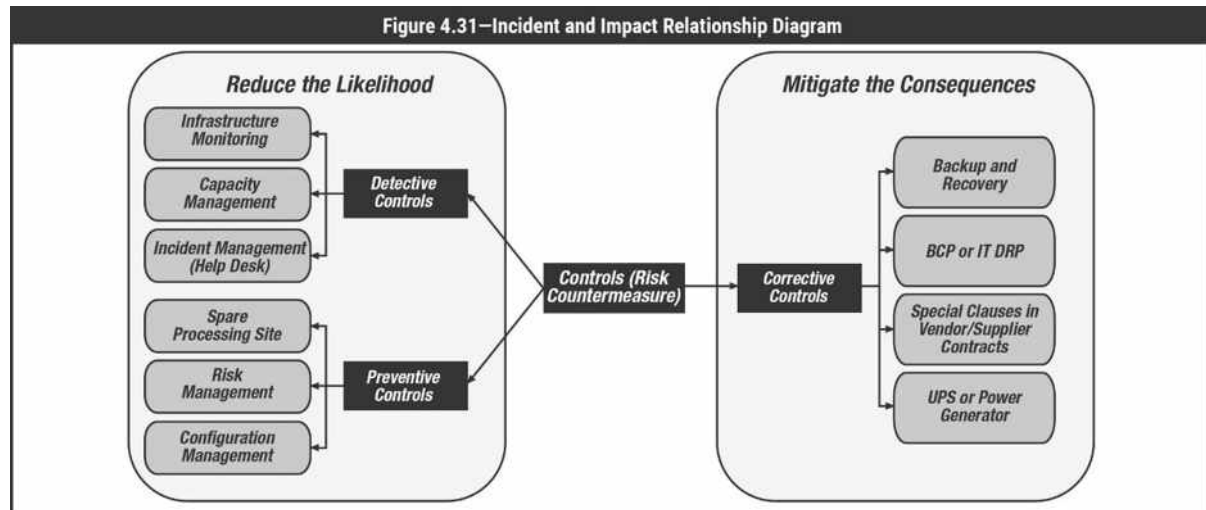 Figure 4.31—Incident and Impact Relationship Diagram
Reduce the Likelihood
Infrastructure
Monitoring
Capacity
Management
Incident Management
(Help Desk)
Detective
Controls
Spare
Processing Site
Risk
Management
Configuration
Management
Preventive
Controls
Controls (Risk
Countermeasure)
Mitigate the Consequences
Corrective
Controls
Backup and
Recovery
BCP or IT DRP
Special Clauses in
Vendor/Supplier
Contracts
UPS or Power
Generator